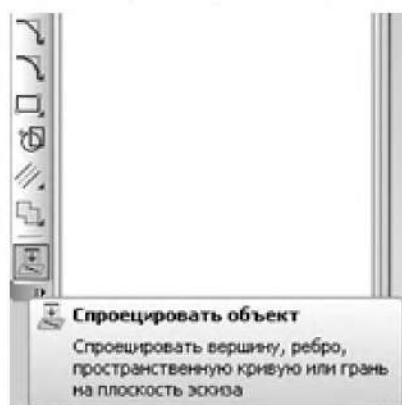 Спроецировать объект
Спроецировать вершину, ребро,
пространственную кривую или грань
на плоскость эскиза